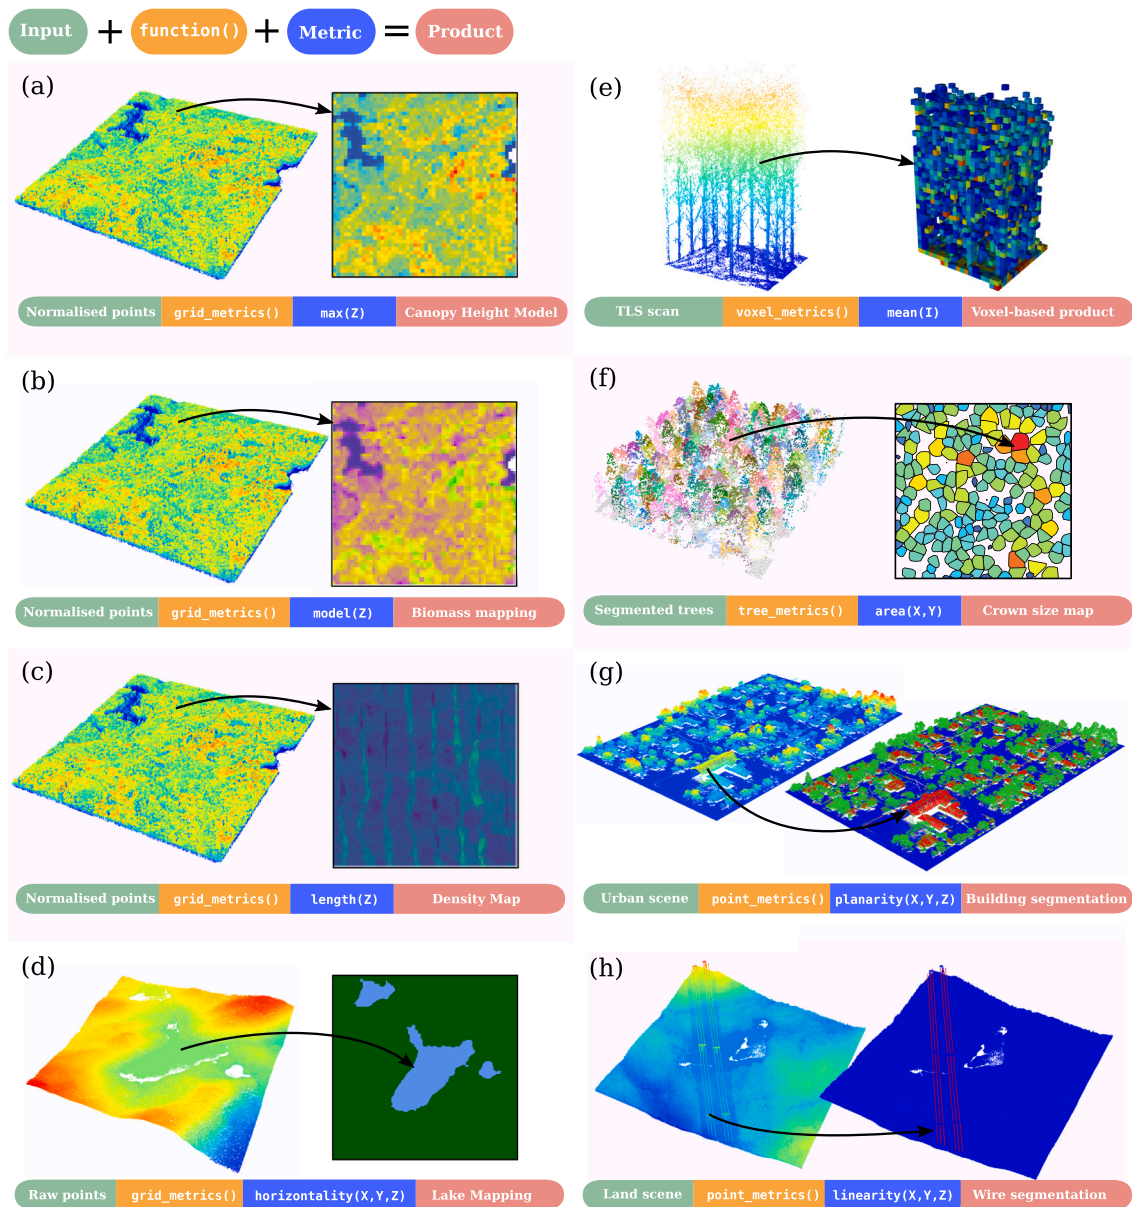 Input + function() + Metric = Product
(a)
Normalised points grid_metrics() max(Z) Canopy Height Model
(b)
Normalised points grid_metrics() model(Z) Biomass mapping
(c)
Normalised points grid_metrics() length(Z) Density Map
(d)
Raw points grid_metrics() horizontality(X,Y,Z) Lake Mapping
(e)
TLS scan voxel_metrics() mean(I) Voxel-based product
(f)
Segmented trees tree_metrics() area(X,Y) Crown size map
(g)
Urban scene point_metrics() planarity(X,Y,Z) Building segmentation
(h)
Land scene point_metrics() linearity(X,Y,Z) Wire segmentation